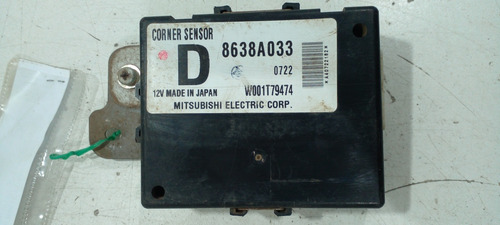 CORNER SENSOR
D 8638A033
0722
12V MADE IN JAPAN W001T79474
MITSUBISHI ELECTRIC CORP.